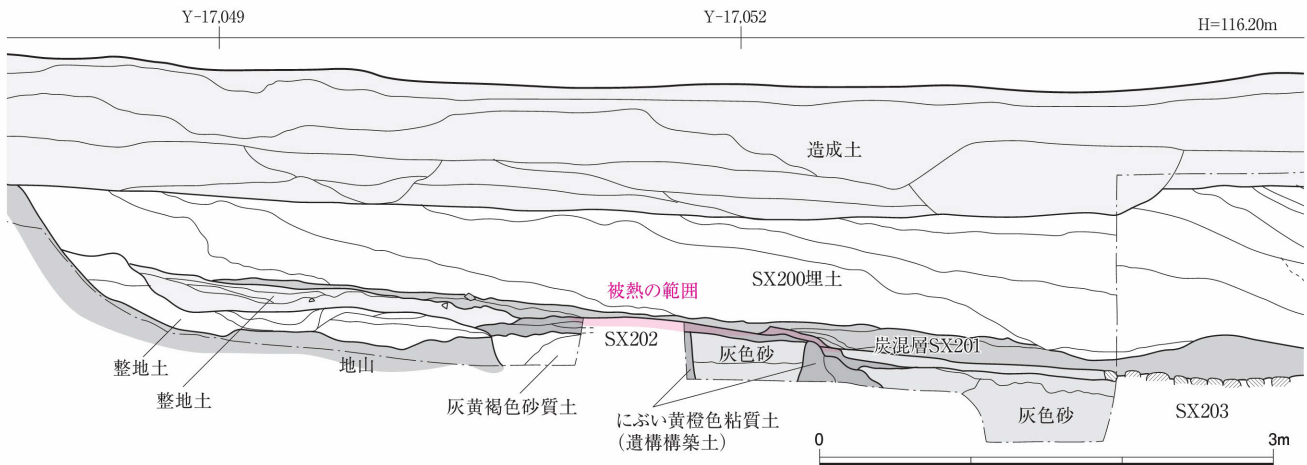 Y-17,049
Y-17,052
H=116.20m
造成土
SX200埋土
被熱の範囲
SX202
炭混層SX201
灰色砂
整地土
地山
整地土
灰黄褐色砂質土
にぶい黄橙色粘質土
(遺構構築土)
灰色砂
SX203
0
3m